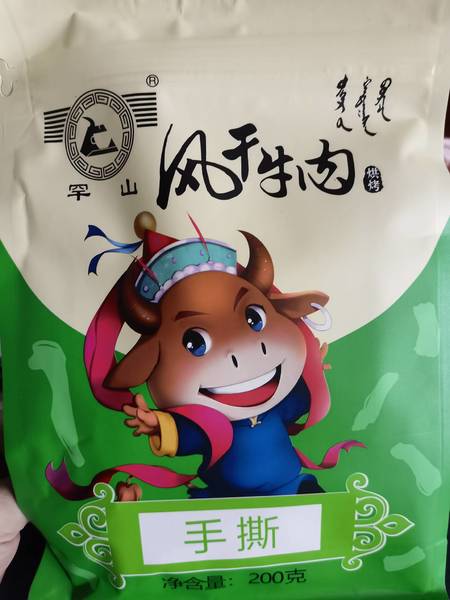 ®
罕山
风干牛肉
烘烤
手撕
净含量：200克